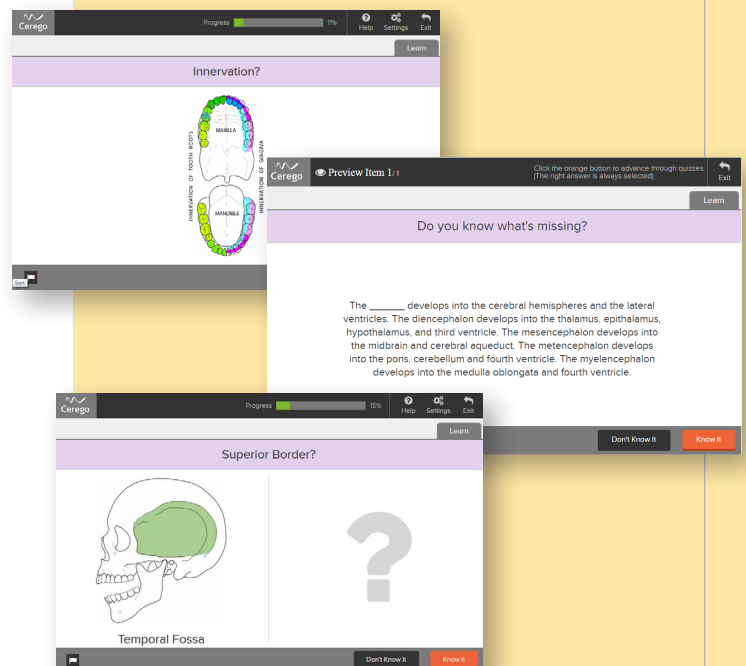 Cerego
Progress 11%
Help Settings Exit
Learn
Innervation?
MAXILLA
INNERVATION OF TOOTH ROOTS
INNERVATION OF GINGIVA
MANDIBLE
Start
Cerego
Preview Item 1/1
Click the orange button to advance through quizzes.
(The right answer is always selected)
Exit
Learn
Do you know what's missing?
The ______ develops into the cerebral hemispheres and the lateral
ventricles. The diencephalon develops into the thalamus, epithalamus,
hypothalamus, and third ventricle. The mesencephalon develops into
the midbrain and cerebral aqueduct. The metencephalon develops
into the pons, cerebellum and fourth ventricle. The myelencephalon
develops into the medulla oblongata and fourth ventricle.
Don't Know It Know It
Cerego
Progress 15%
Help Settings Exit
Learn
Superior Border?
?
Temporal Fossa
Don't Know It Know It